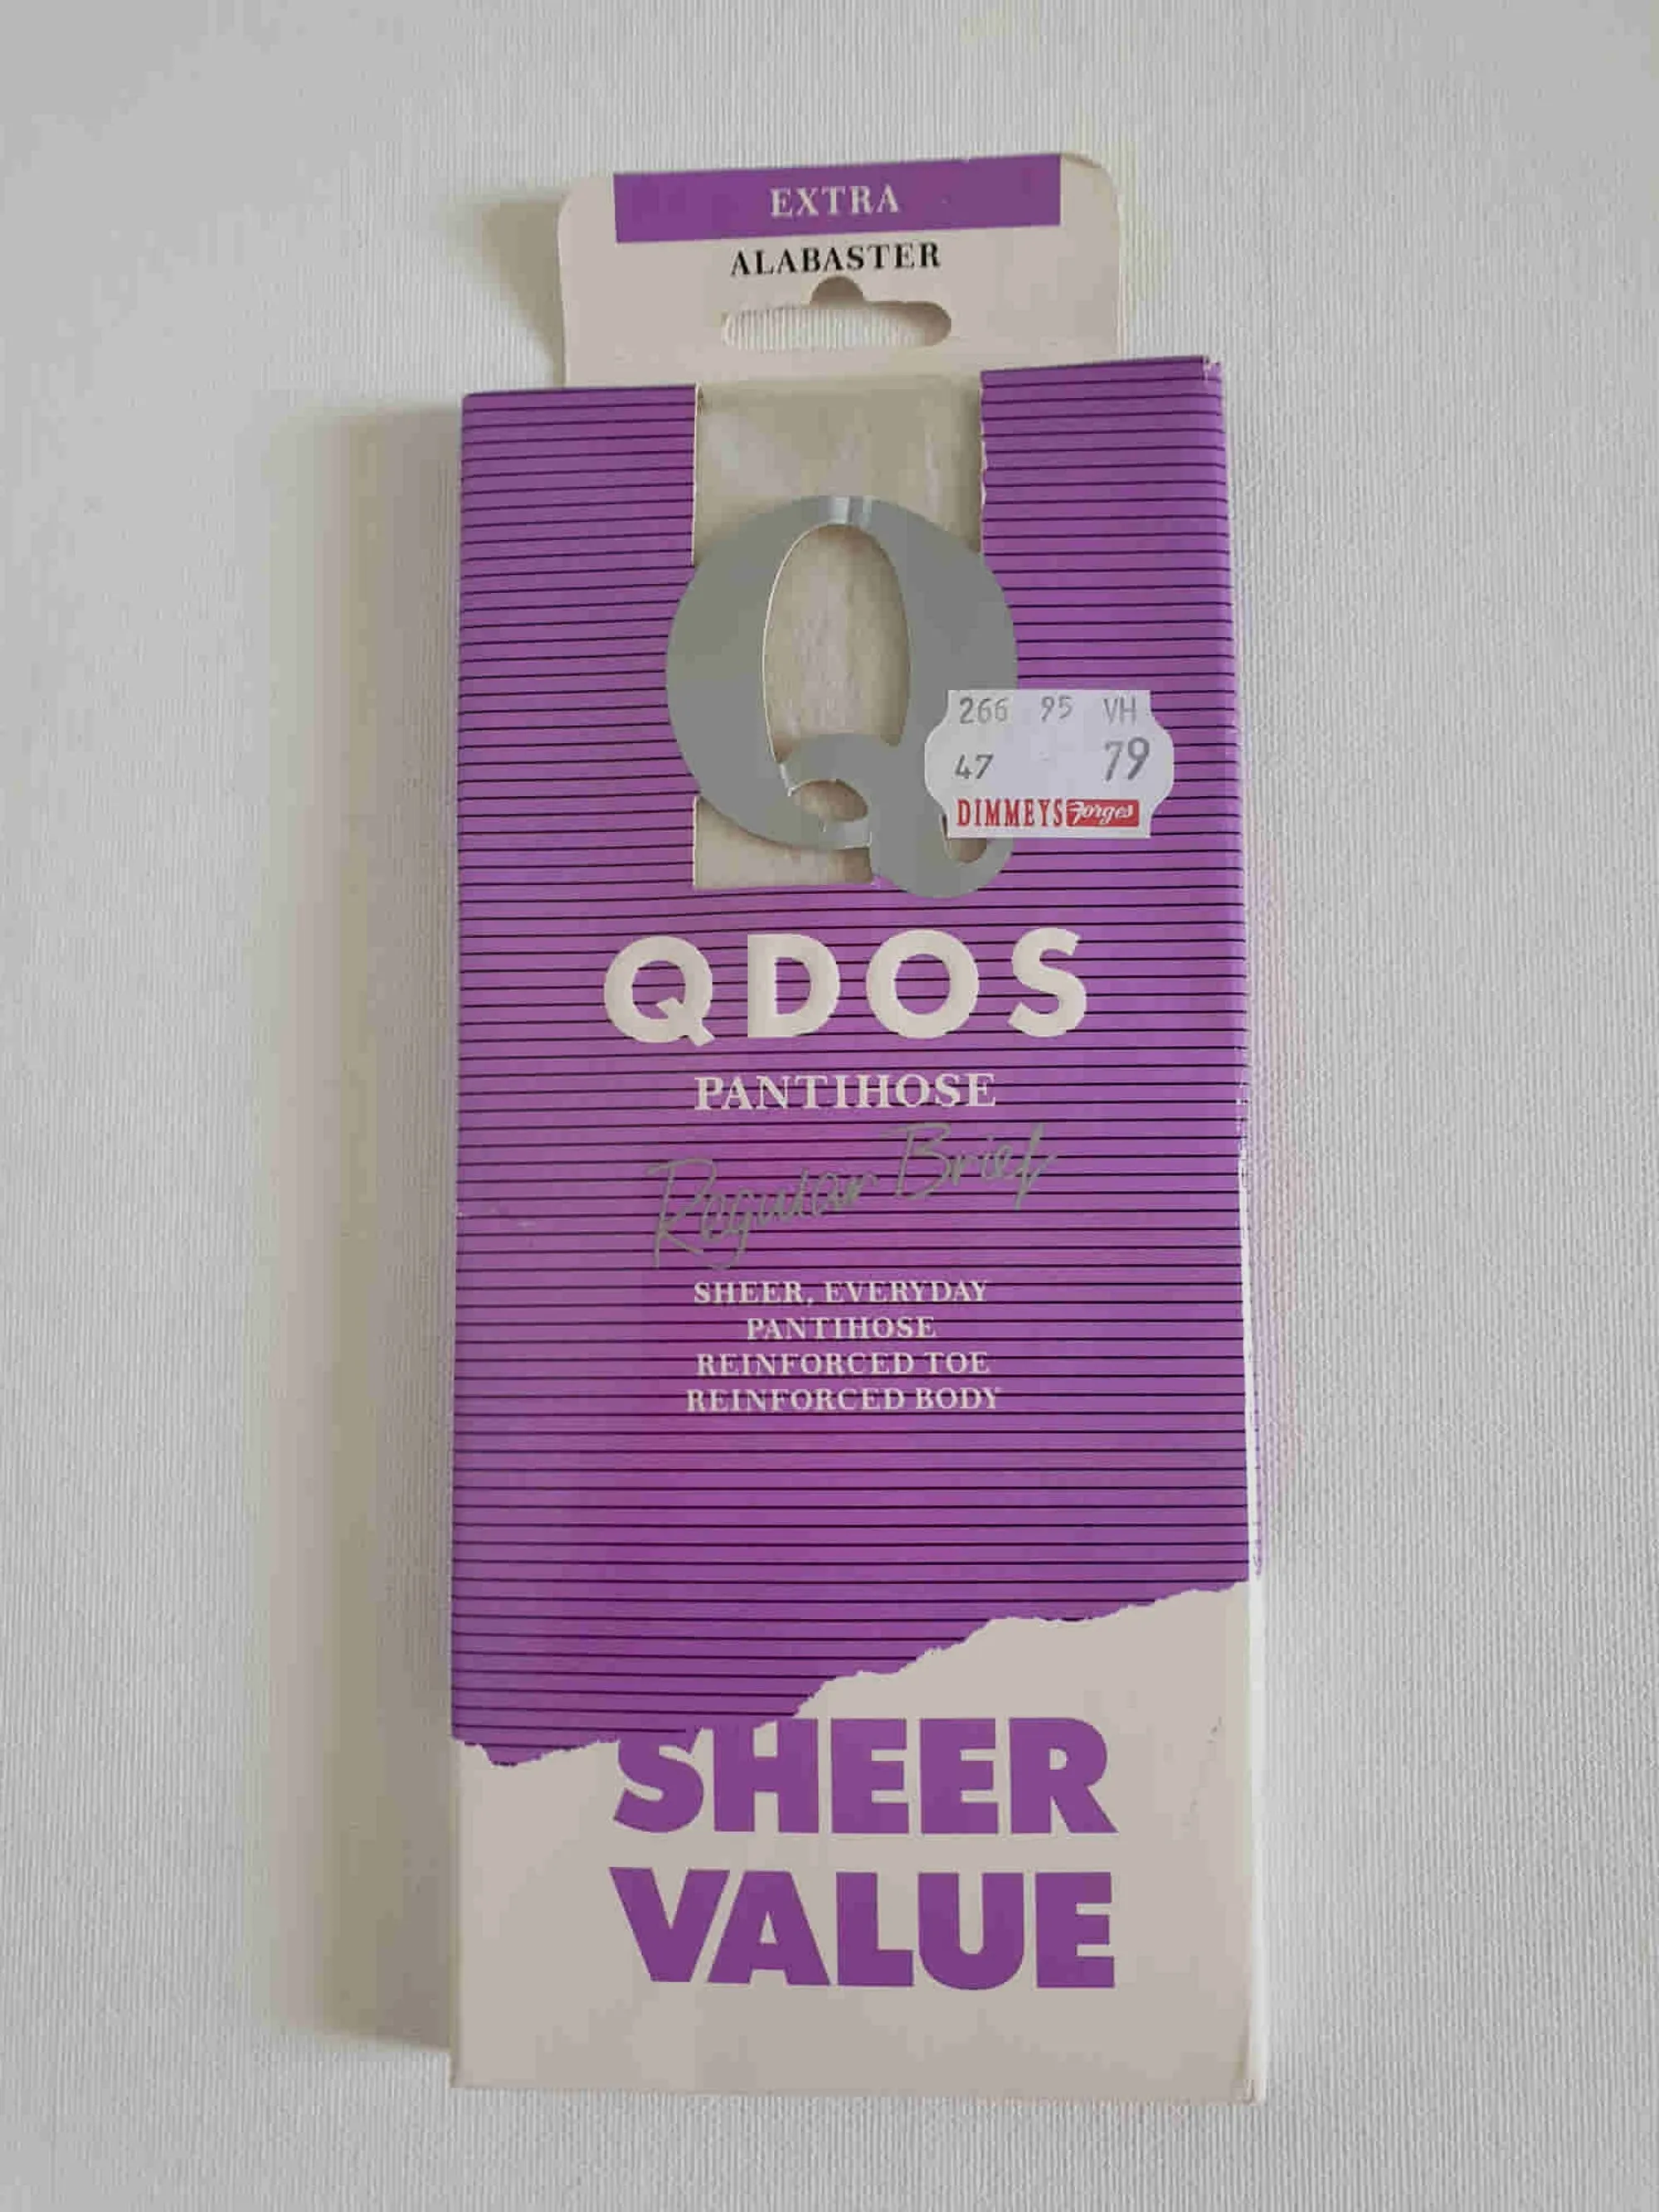 EXTRA
ALABASTER
Q
266 95 VH
47 79
DIMMEYS Forges
QDOS
PANTIHOSE
Regular Brief
SHEER, EVERYDAY
PANTIHOSE
REINFORCED TOE
REINFORCED BODY
SHEER
VALUE